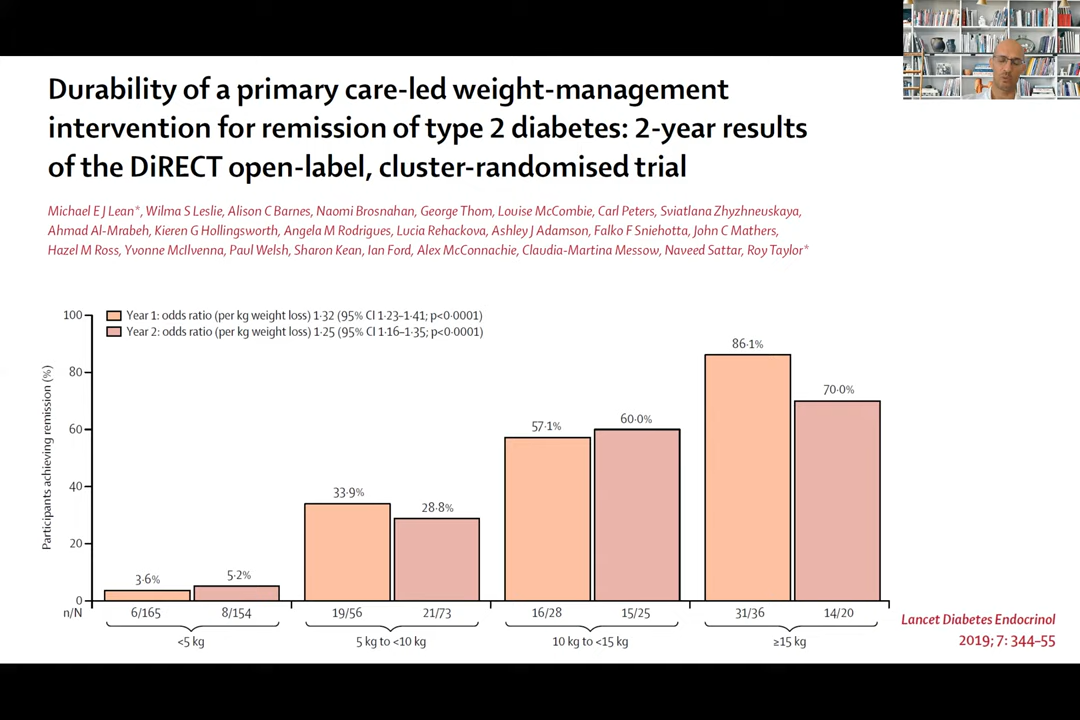 Durability of a primary care-led weight-management
intervention for remission of type 2 diabetes: 2-year results
of the DiRECT open-label, cluster-randomised trial
Michael E J Lean*, Wilma S Leslie, Alison C Barnes, Naomi Brosnahan, George Thom, Louise McCombie, Carl Peters, Sviatlana Zhyzhneuskaya,
Ahmad Al-Mrabeh, Kieren G Hollingsworth, Angela M Rodrigues, Lucia Rehackova, Ashley J Adamson, Falko F Sniehotta, John C Mathers,
Hazel M Ross, Yvonne McIlvenna, Paul Welsh, Sharon Kean, Ian Ford, Alex McConnachie, Claudia-Martina Messow, Naveed Sattar, Roy Taylor*
Year 1: odds ratio (per kg weight loss) 1·32 (95% CI 1·23–1·41; p<0·0001)
Year 2: odds ratio (per kg weight loss) 1·25 (95% CI 1·16–1·35; p<0·0001)
Participants achieving remission (%)
100
80
60
40
20
0
3·6%
5·2%
33·9%
28·8%
57·1%
60·0%
86·1%
70·0%
n/N
6/165
8/154
19/56
21/73
16/28
15/25
31/36
14/20
<5 kg
5 kg to <10 kg
10 kg to <15 kg
≥15 kg
Lancet Diabetes Endocrinol
2019; 7: 344–55